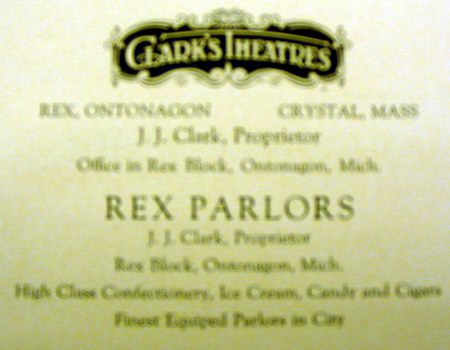 CLARK'S THEATRES
REX, ONTONAGON CRYSTAL, MASS
J. J. Clark, Proprietor
Office in Rex Block, Ontonagon, Mich.
REX PARLORS
J. J. Clark, Proprietor
Rex Block, Ontonagon, Mich.
High Class Confectionery, Ice Cream, Candy and Cigars
Finest Equiped Parlors in City